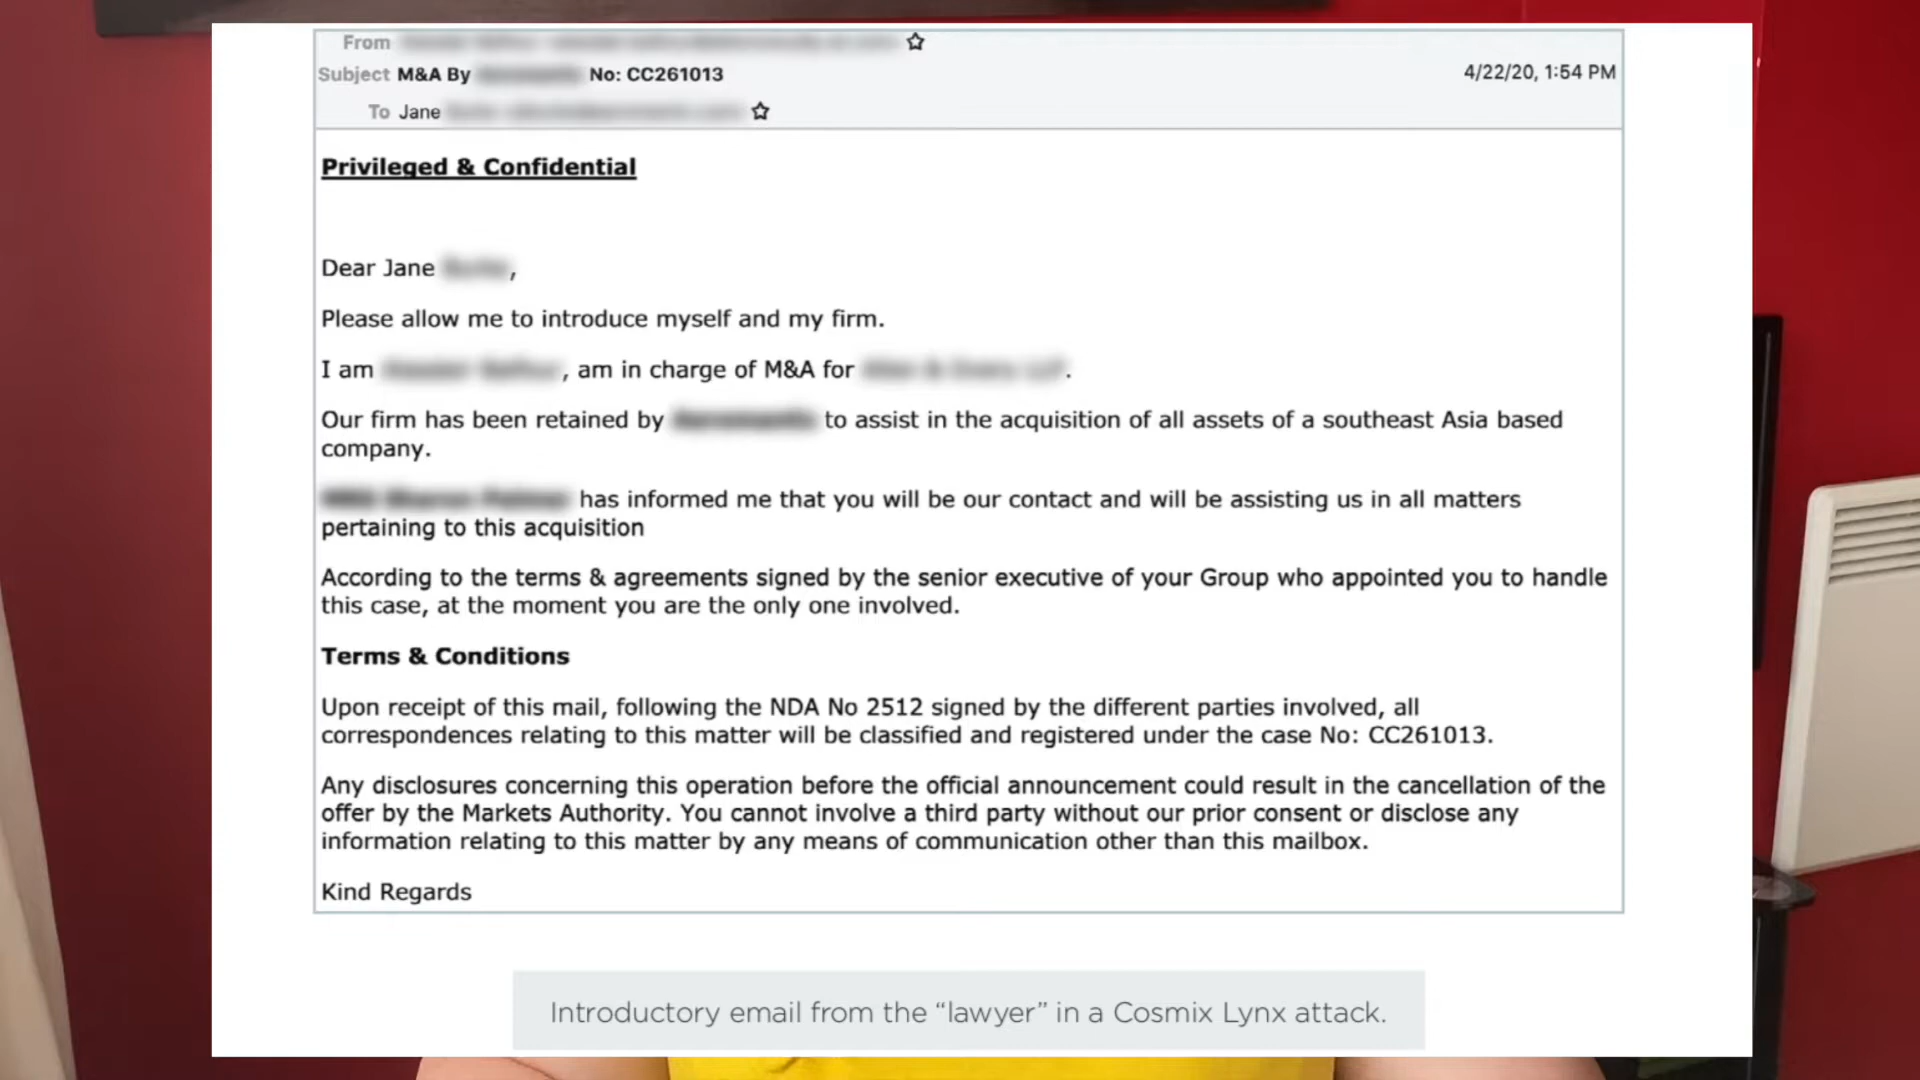 From
Subject M&A By No: CC261013
4/22/20, 1:54 PM
To Jane
Privileged & Confidential
Dear Jane ,
Please allow me to introduce myself and my firm.
I am , am in charge of M&A for .
Our firm has been retained by to assist in the acquisition of all assets of a southeast Asia based
company.
has informed me that you will be our contact and will be assisting us in all matters
pertaining to this acquisition
According to the terms & agreements signed by the senior executive of your Group who appointed you to handle
this case, at the moment you are the only one involved.
Terms & Conditions
Upon receipt of this mail, following the NDA No 2512 signed by the different parties involved, all
correspondences relating to this matter will be classified and registered under the case No: CC261013.
Any disclosures concerning this operation before the official announcement could result in the cancellation of the
offer by the Markets Authority. You cannot involve a third party without our prior consent or disclose any
information relating to this matter by any means of communication other than this mailbox.
Kind Regards
Introductory email from the “lawyer” in a Cosmix Lynx attack.